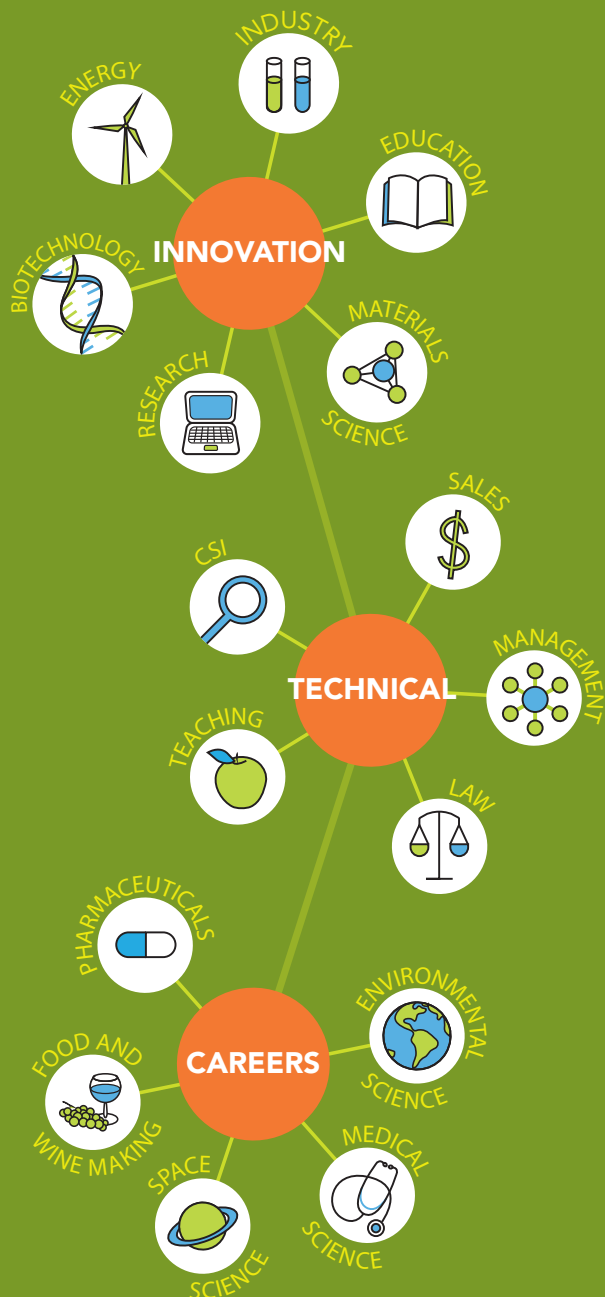 INDUSTRY
ENERGY
EDUCATION
INNOVATION
BIOTECHNOLOGY
MATERIALS
SCIENCE
RESEARCH
SALES
$
CSI
MANAGEMENT
TECHNICAL
TEACHING
LAW
PHARMACEUTICALS
ENVIRONMENTAL
SCIENCE
CAREERS
FOOD AND
WINE MAKING
MEDICAL
SCIENCE
SPACE
SCIENCE